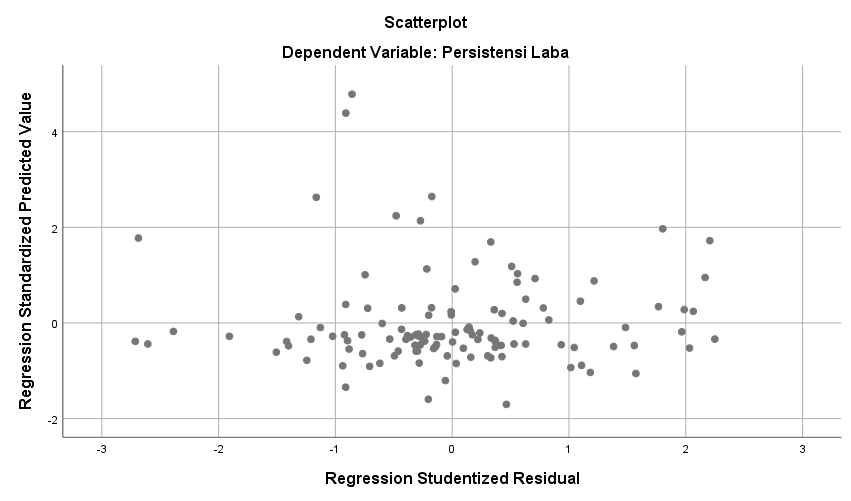 Scatterplot
Dependent Variable: Persistensi Laba
Regression Standardized Predicted Value
4
2
0
-2
-3
-2
-1
0
1
2
3
Regression Studentized Residual